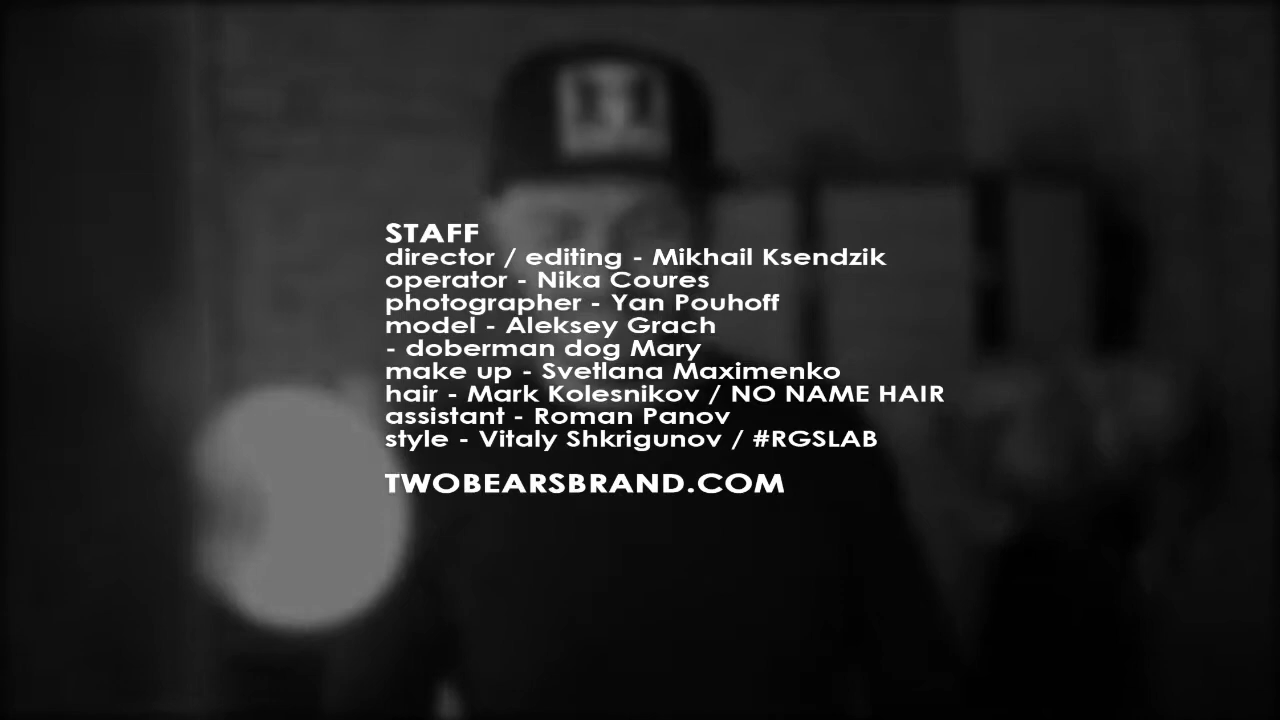 STAFF
director / editing - Mikhail Ksendzik
operator - Nika Coures
photographer - Yan Pouhoff
model - Aleksey Grach
- doberman dog Mary
make up - Svetlana Maximenko
hair - Mark Kolesnikov / NO NAME HAIR
assistant - Roman Panov
style - Vitaly Shkrigunov / #RGSLAB
TWOBEARSBRAND.COM